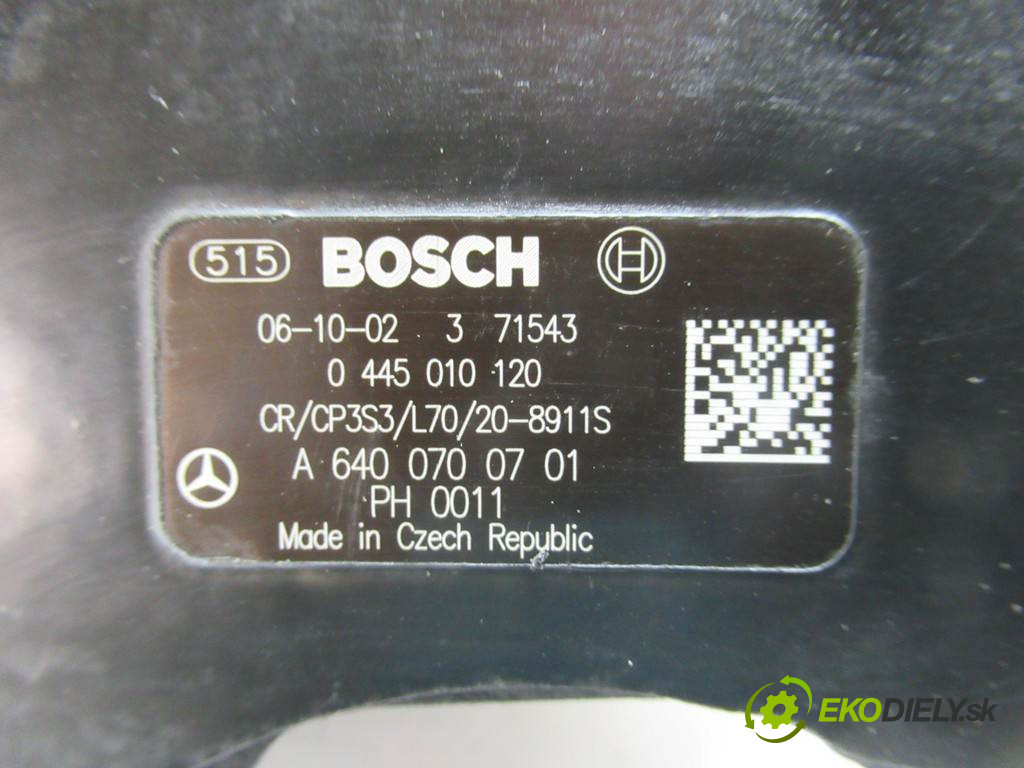 515 BOSCH
06-10-02 3 71543
0 445 010 120
CR/CP3S3/L70/20-8911S
A 640 070 07 01
PH 0011
Made in Czech Republic
EKODIELY.sk